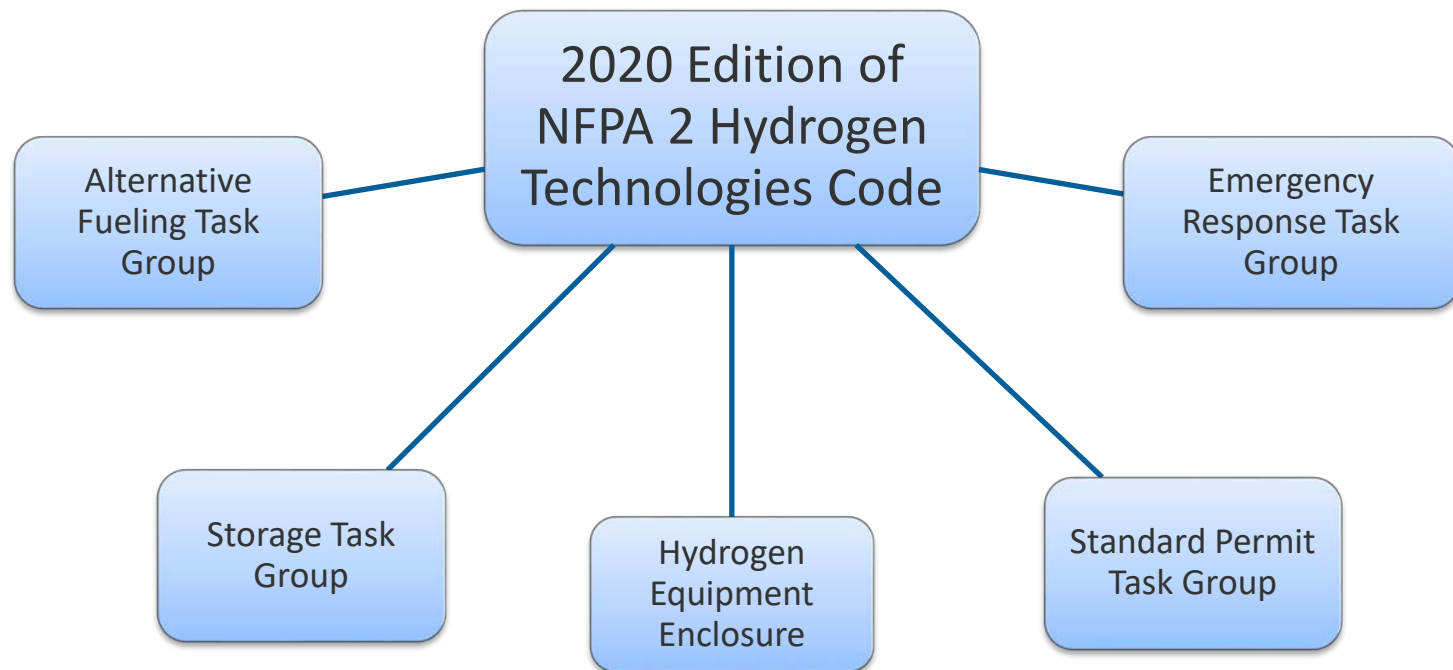 2020 Edition of
NFPA 2 Hydrogen
Technologies Code
Alternative
Fueling Task
Group
Emergency
Response Task
Group
Storage Task
Group
Hydrogen
Equipment
Enclosure
Standard Permit
Task Group